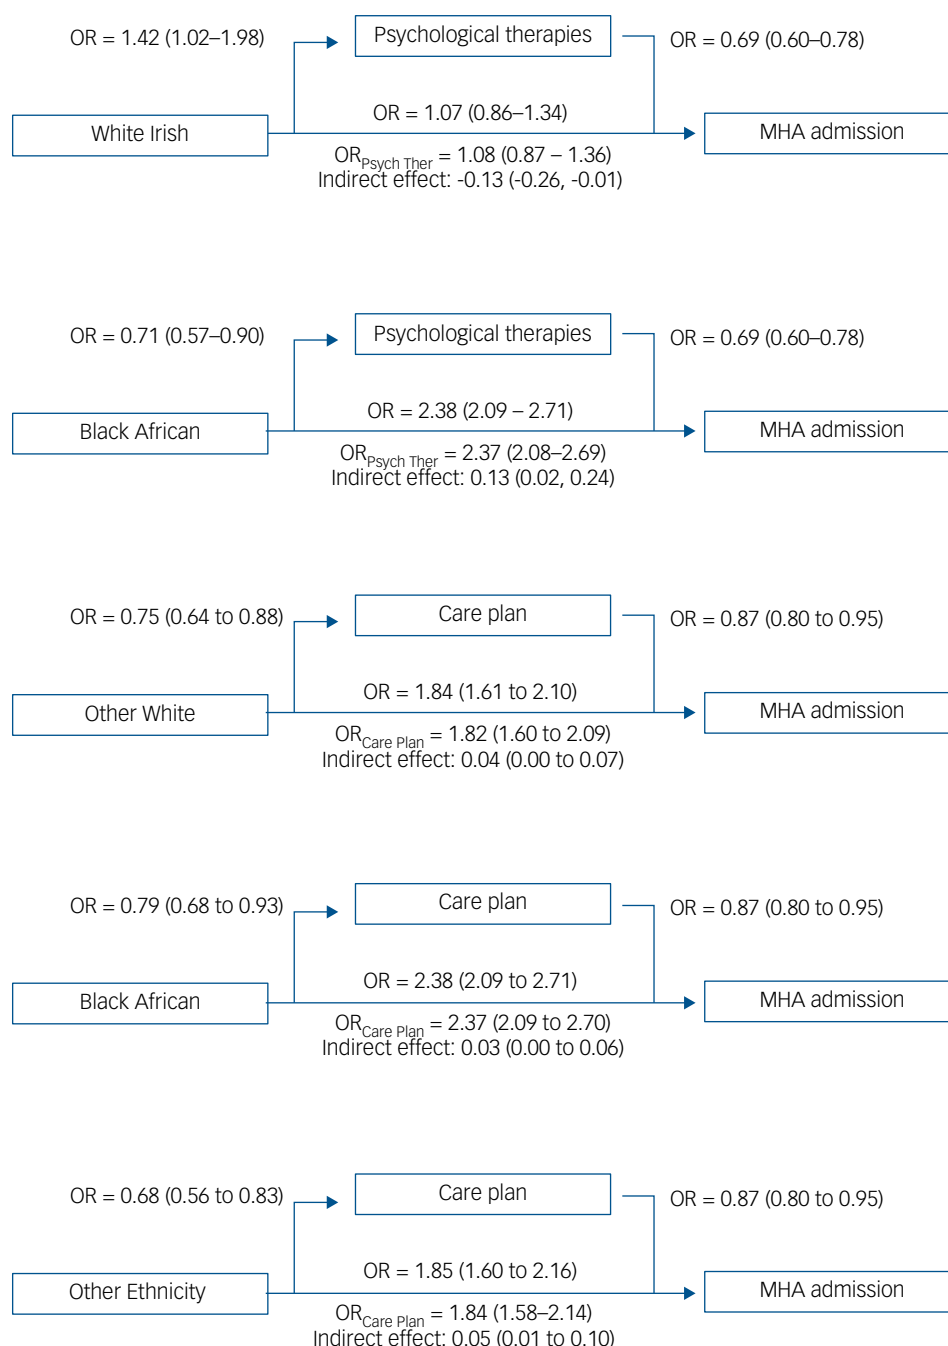 OR = 1.42 (1.02–1.98)
Psychological therapies
OR = 0.69 (0.60–0.78)
OR = 1.07 (0.86–1.34)
White Irish
MHA admission
OR Psych Ther = 1.08 (0.87 – 1.36)
Indirect effect: -0.13 (-0.26, -0.01)
OR = 0.71 (0.57–0.90)
Psychological therapies
OR = 0.69 (0.60–0.78)
OR = 2.38 (2.09 – 2.71)
Black African
MHA admission
OR Psych Ther = 2.37 (2.08–2.69)
Indirect effect: 0.13 (0.02, 0.24)
OR = 0.75 (0.64 to 0.88)
Care plan
OR = 0.87 (0.80 to 0.95)
OR = 1.84 (1.61 to 2.10)
Other White
MHA admission
OR Care Plan = 1.82 (1.60 to 2.09)
Indirect effect: 0.04 (0.00 to 0.07)
OR = 0.79 (0.68 to 0.93)
Care plan
OR = 0.87 (0.80 to 0.95)
OR = 2.38 (2.09 to 2.71)
Black African
MHA admission
OR Care Plan = 2.37 (2.09 to 2.70)
Indirect effect: 0.03 (0.00 to 0.06)
OR = 0.68 (0.56 to 0.83)
Care plan
OR = 0.87 (0.80 to 0.95)
OR = 1.85 (1.60 to 2.16)
Other Ethnicity
MHA admission
OR Care Plan = 1.84 (1.58–2.14)
Indirect effect: 0.05 (0.01 to 0.10)